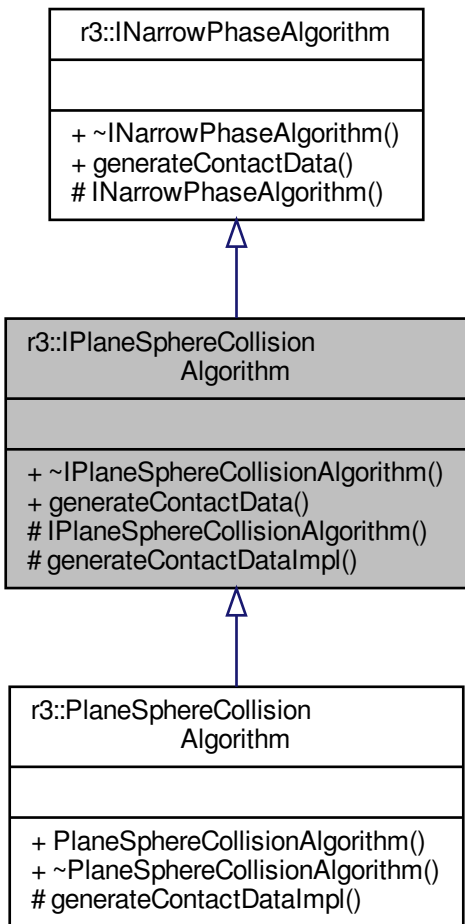 r3::INarrowPhaseAlgorithm
+ ~INarrowPhaseAlgorithm()
+ generateContactData()
# INarrowPhaseAlgorithm()
r3::IPlaneSphereCollision
Algorithm
+ ~IPlaneSphereCollisionAlgorithm()
+ generateContactData()
# IPlaneSphereCollisionAlgorithm()
# generateContactDataImpl()
r3::PlaneSphereCollision
Algorithm
+ PlaneSphereCollisionAlgorithm()
+ ~PlaneSphereCollisionAlgorithm()
# generateContactDataImpl()